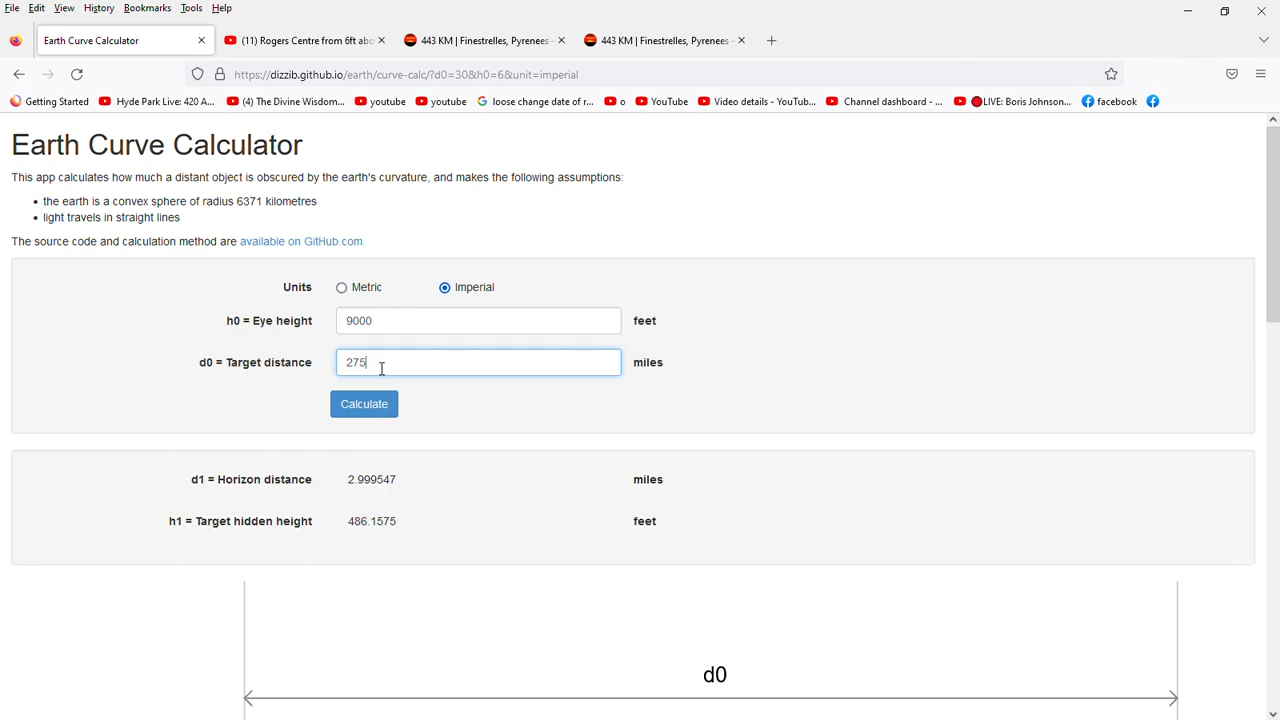 File Edit View History Bookmarks Tools Help
Earth Curve Calculator
(11) Rogers Centre from 6ft abo
443 KM | Finestrelles, Pyrenees –
443 KM | Finestrelles, Pyrenees –
https://dizzib.github.io/earth/curve-calc/?d0=30&h0=6&unit=imperial
Getting Started Hyde Park Live: 420 A... (4) The Divine Wisdom... youtube youtube loose change date of r... o YouTube Video details - YouTub... Channel dashboard - ... LIVE: Boris Johnson... facebook
Earth Curve Calculator
This app calculates how much a distant object is obscured by the earth's curvature, and makes the following assumptions:
• the earth is a convex sphere of radius 6371 kilometres
• light travels in straight lines
The source code and calculation method are available on GitHub.com
Units Metric Imperial
h0 = Eye height 9000 feet
d0 = Target distance 275 miles
Calculate
d1 = Horizon distance 2.999547 miles
h1 = Target hidden height 486.1575 feet
d0